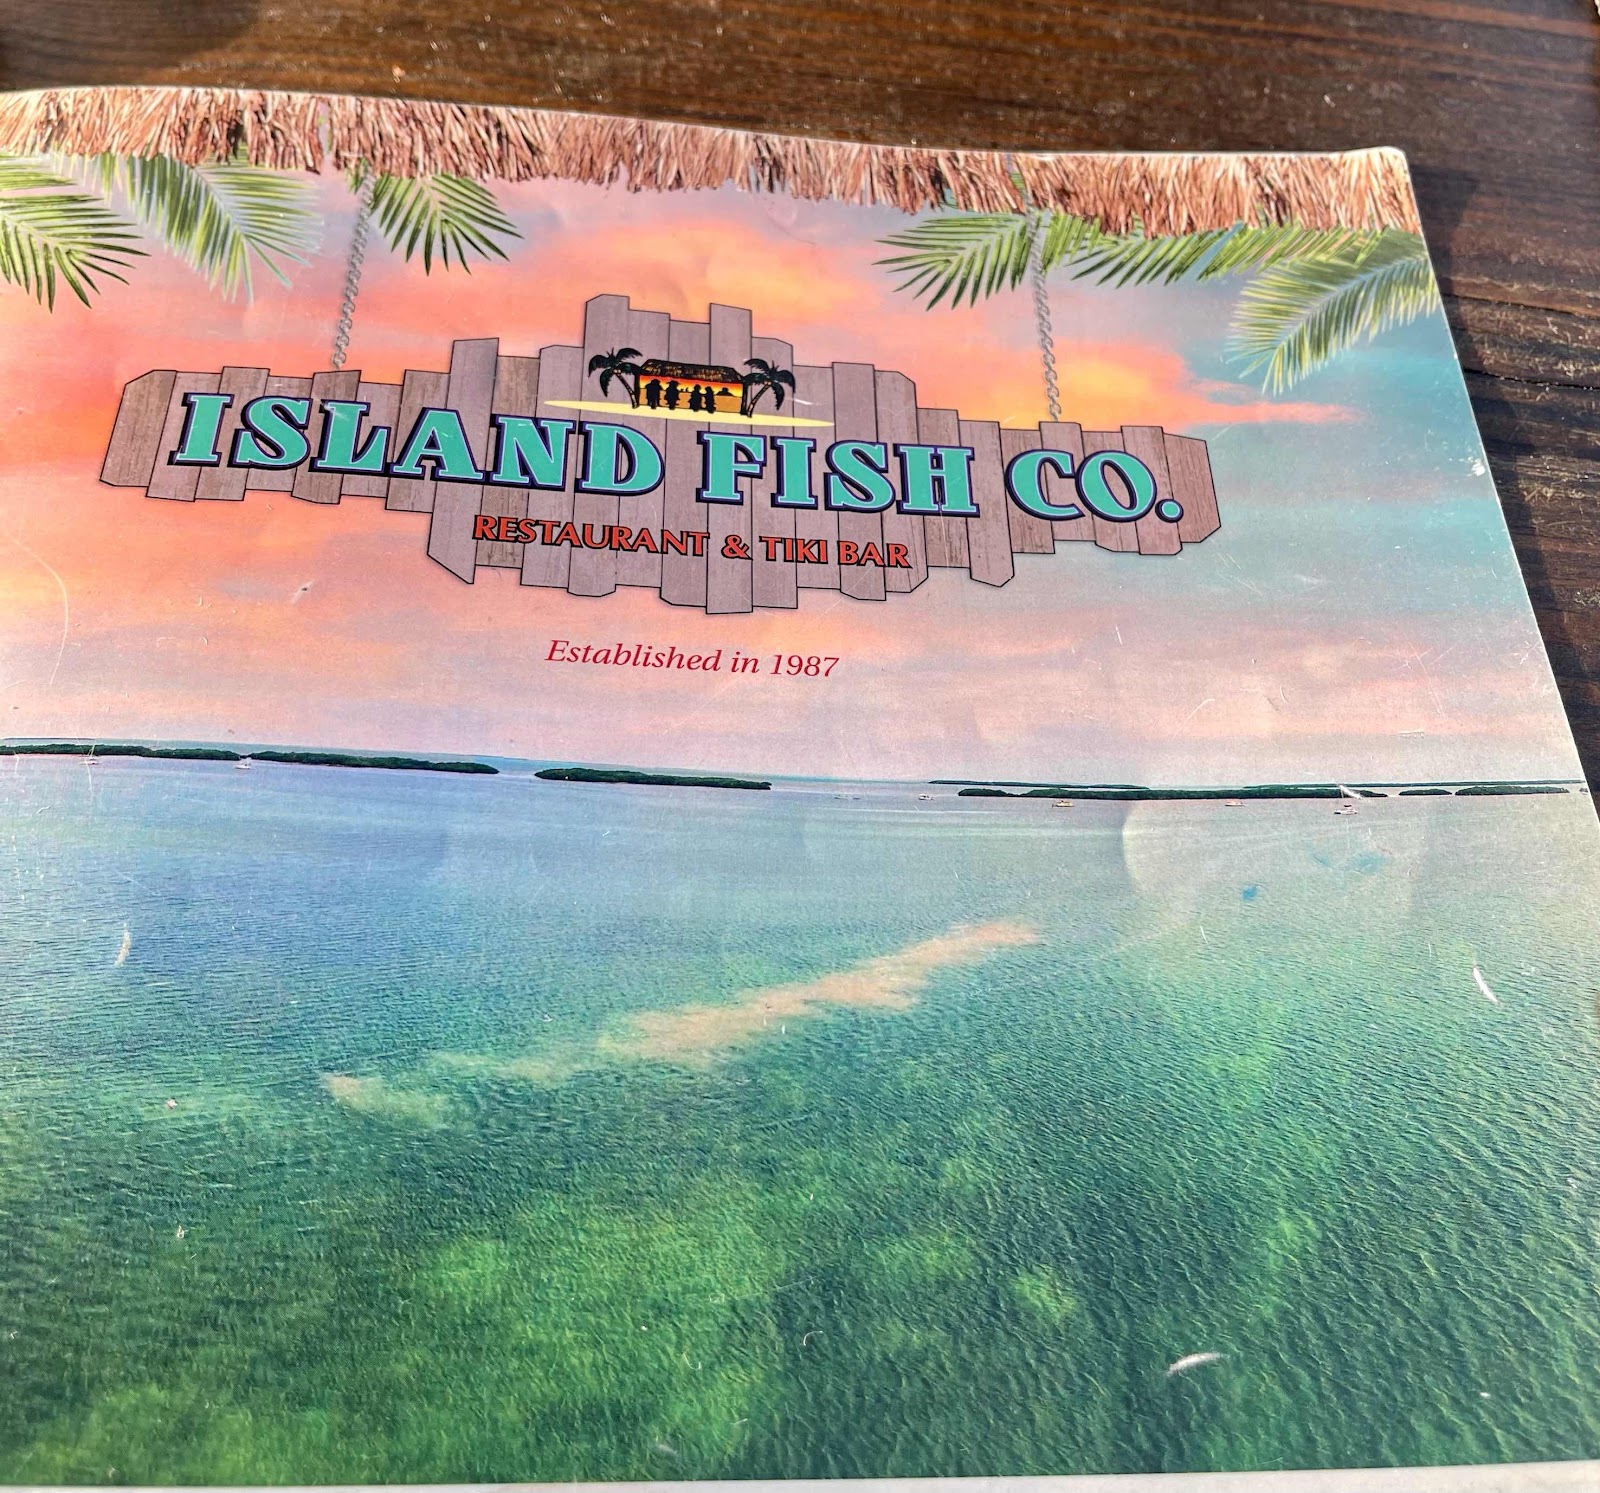 ISLAND FISH CO.
RESTAURANT & TIKI BAR
Established in 1987